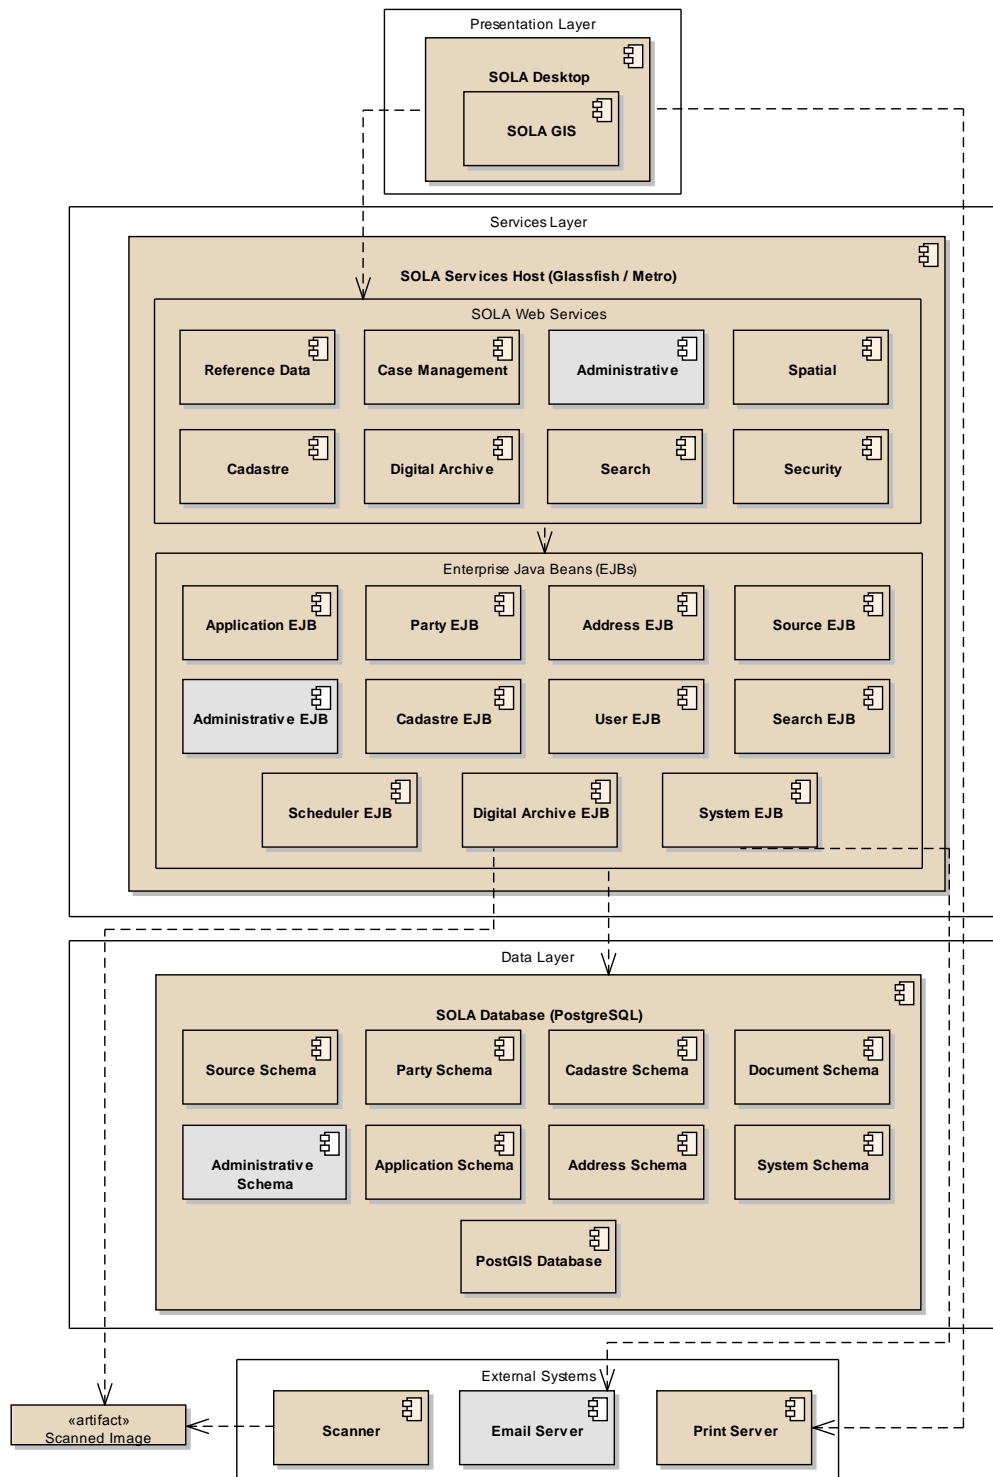 Presentation Layer
SOLA Desktop
SOLA GIS
Services Layer
SOLA Services Host (Glassfish / Metro)
SOLA Web Services
Reference Data
Case Management
Administrative
Spatial
Cadastre
Digital Archive
Search
Security
Enterprise Java Beans (EJBs)
Application EJB
Party EJB
Address EJB
Source EJB
Administrative EJB
Cadastre EJB
User EJB
Search EJB
Scheduler EJB
Digital Archive EJB
System EJB
Data Layer
SOLA Database (PostgreSQL)
Source Schema
Party Schema
Cadastre Schema
Document Schema
Administrative
Schema
Application Schema
Address Schema
System Schema
PostGIS Database
External Systems
«artifact»
Scanned Image
Scanner
Email Server
Print Server